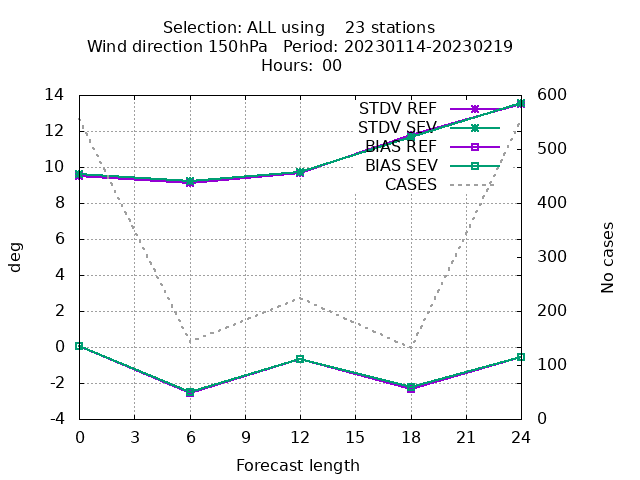 Selection: ALL using    23 stations
Wind direction 150hPa   Period: 20230114-20230219
Hours: 00
14
12
10
8
6
4
2
0
-2
-4
deg
STDV REF
STDV SEV
BIAS REF
BIAS SEV
CASES
600
500
400
300
200
100
0
No cases
0 3 6 9 12 15 18 21 24
Forecast length